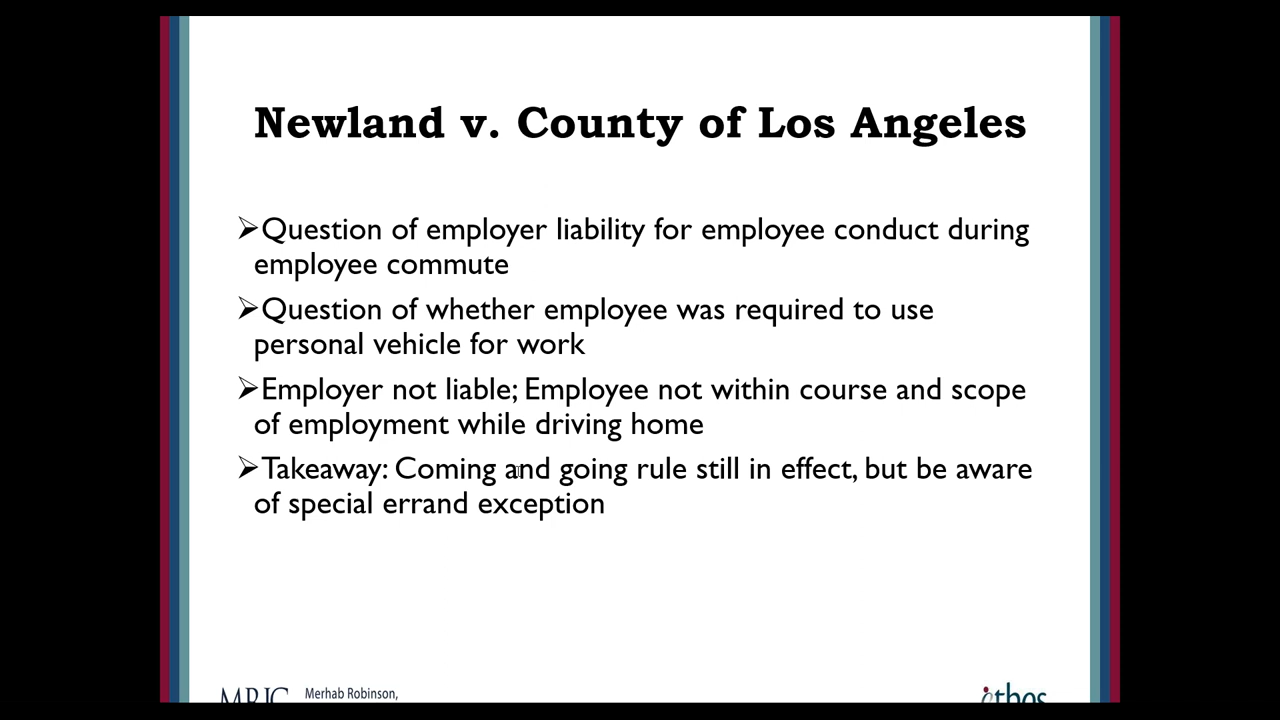 Newland v. County of Los Angeles
➢Question of employer liability for employee conduct during
employee commute
➢Question of whether employee was required to use
personal vehicle for work
➢Employer not liable; Employee not within course and scope
of employment while driving home
➢Takeaway: Coming and going rule still in effect, but be aware
of special errand exception
MRJC Merhab Robinson,
ethos